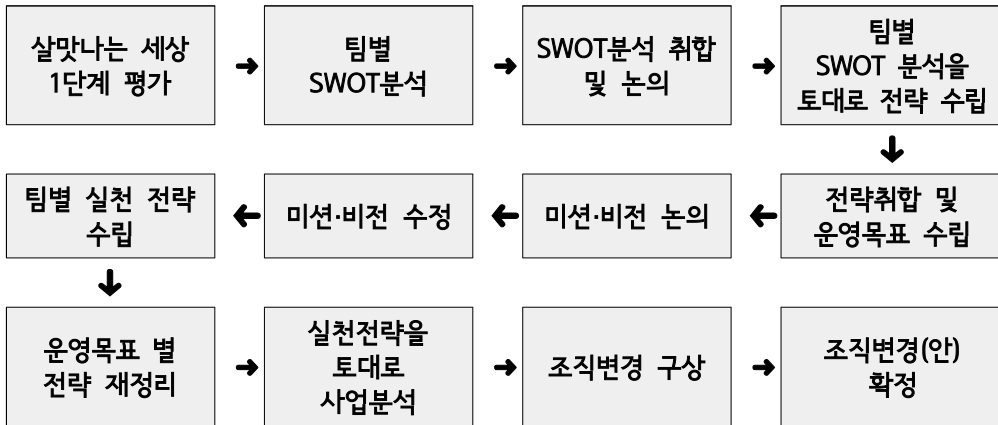 살맛나는 세상
1단계 평가
팀별
SWOT분석
SWOT분석 취합
및 논의
팀별
SWOT 분석을
토대로 전략 수립
전략취합 및
운영목표 수립
미션·비전 논의
미션·비전 수정
팀별 실천 전략
수립
운영목표 별
전략 재정리
실천전략을
토대로
사업분석
조직변경 구상
조직변경(안)
확정